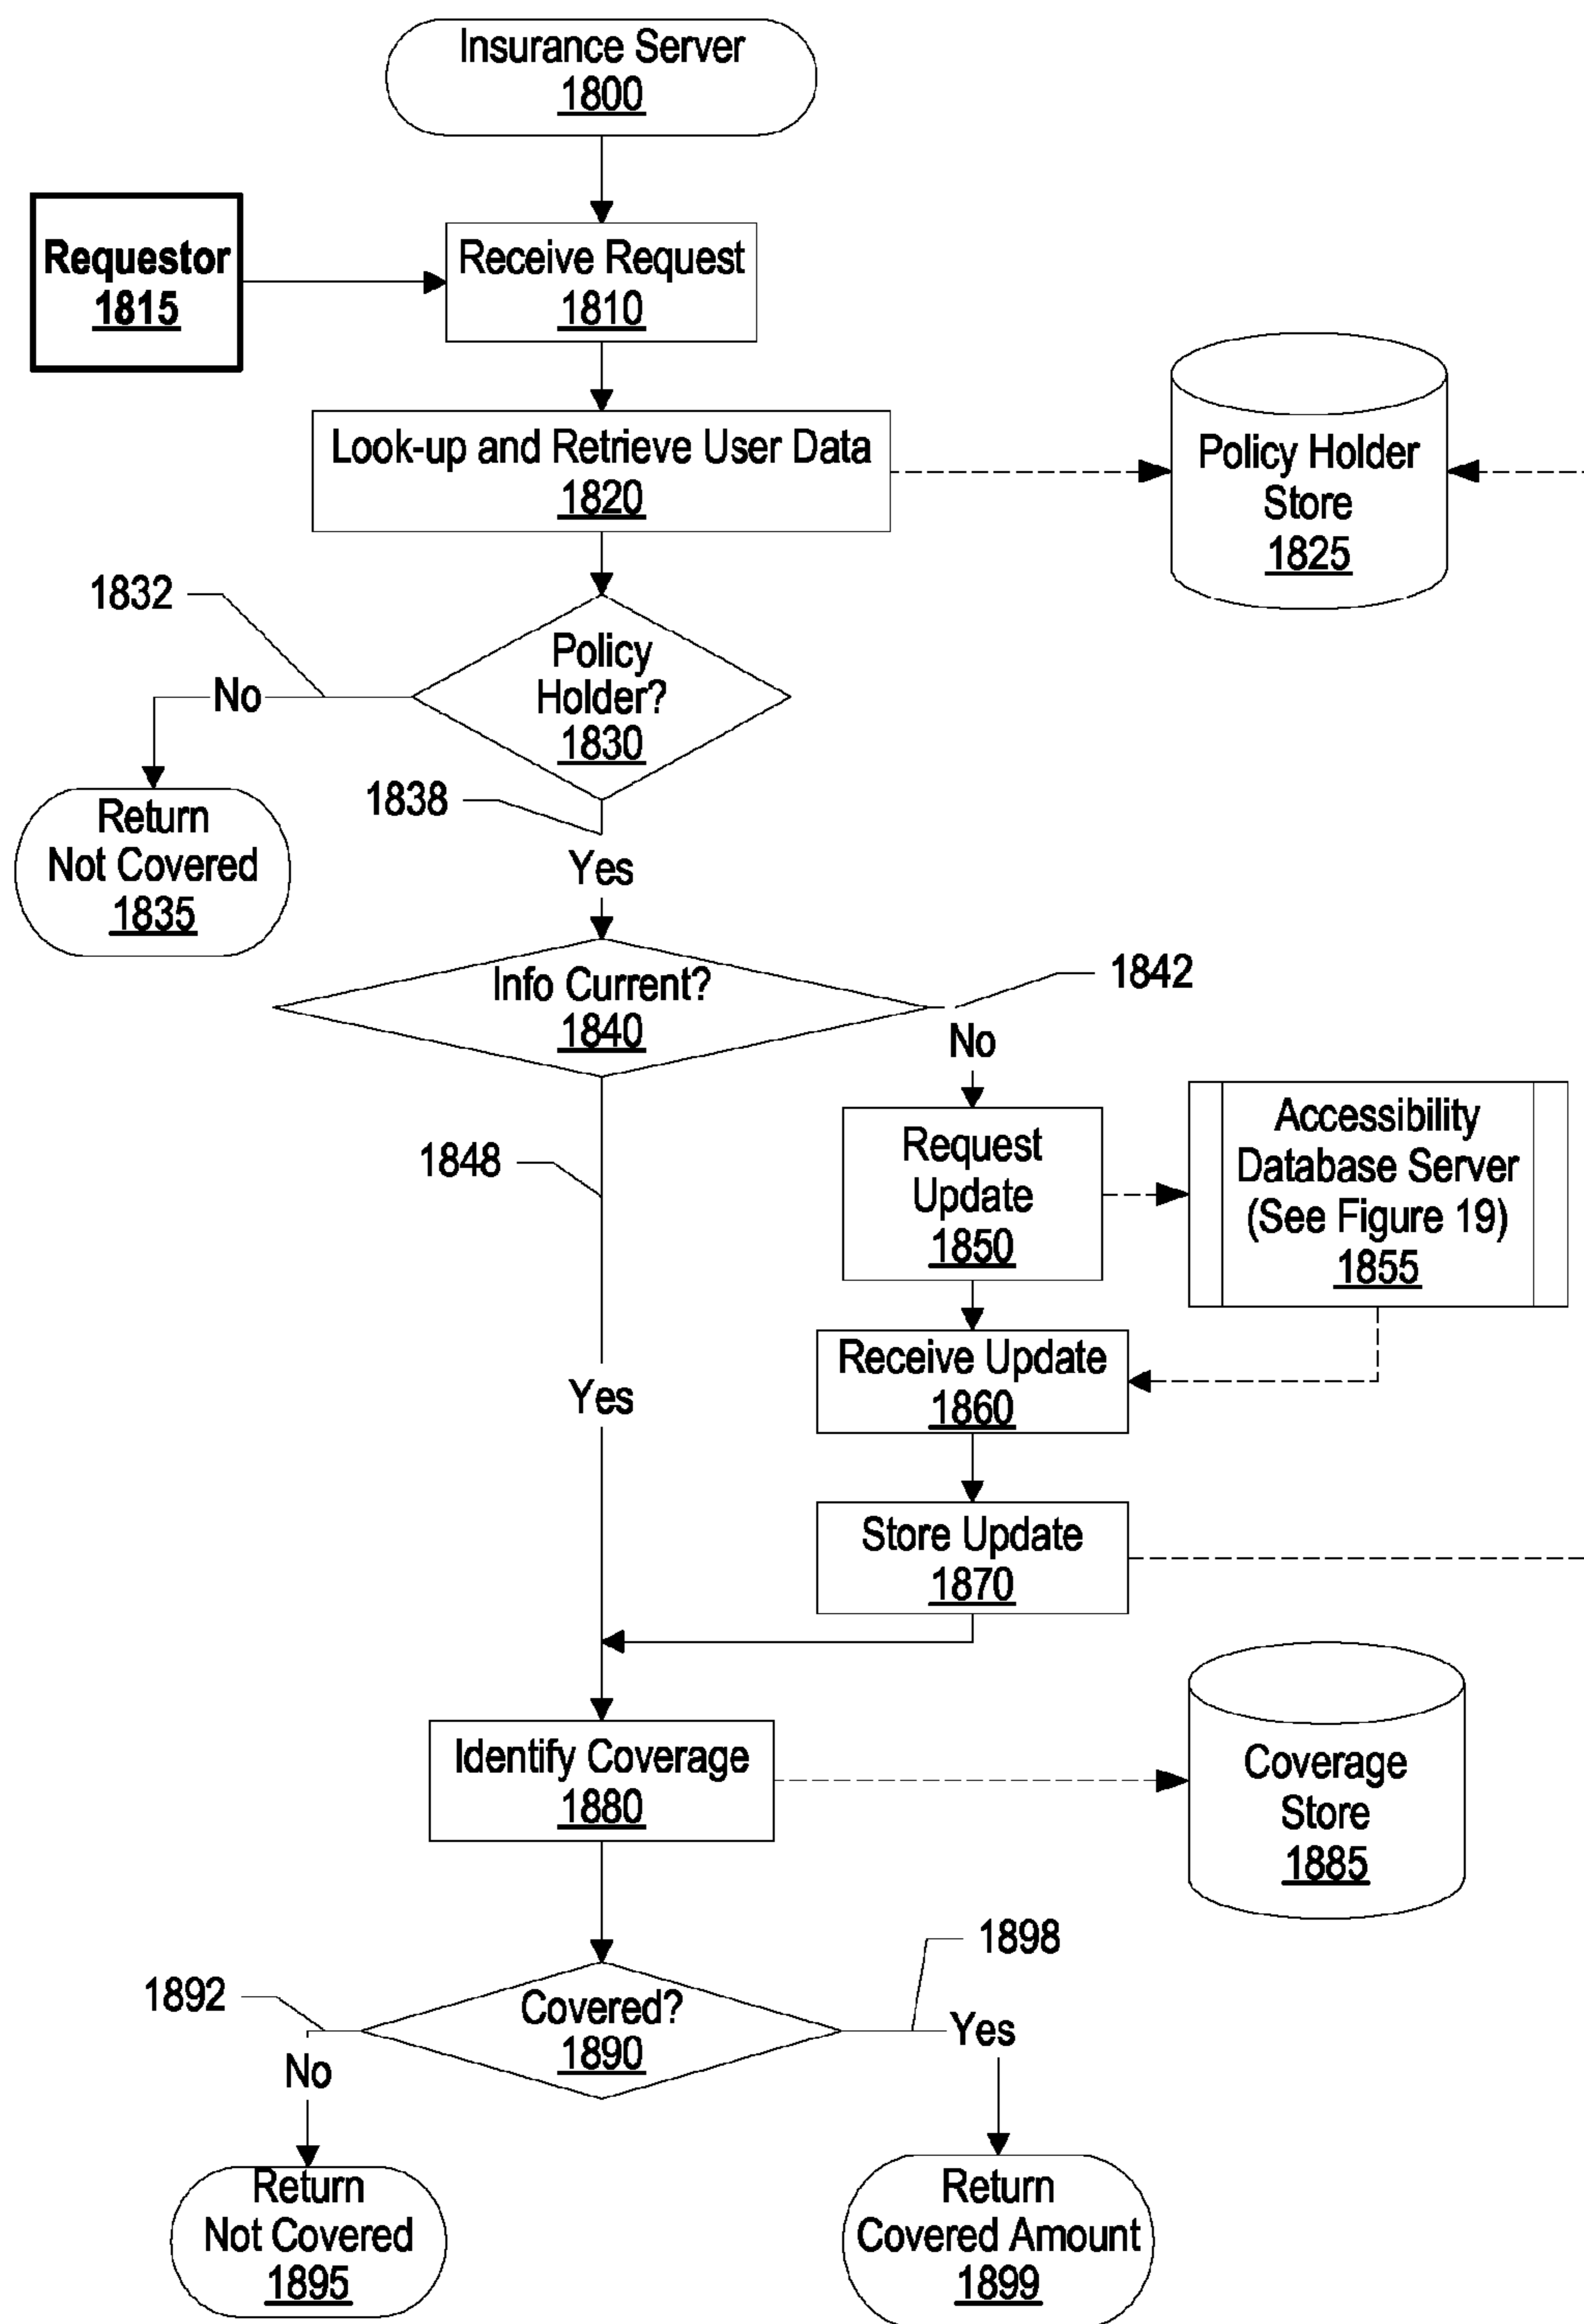 Insurance Server
1800
Requestor
1815
Receive Request
1810
Look-up and Retrieve User Data
1820
Policy Holder
Store
1825
1832
Policy
Holder?
1830
No
1838
Return
Not Covered
1835
Yes
Info Current?
1840
1842
No
1848
Request
Update
1850
Accessibility
Database Server
(See Figure 19)
1855
Receive Update
1860
Yes
Store Update
1870
Identify Coverage
1880
Coverage
Store
1885
1898
1892
Covered?
1890
Yes
No
Return
Not Covered
1895
Return
Covered Amount
1899